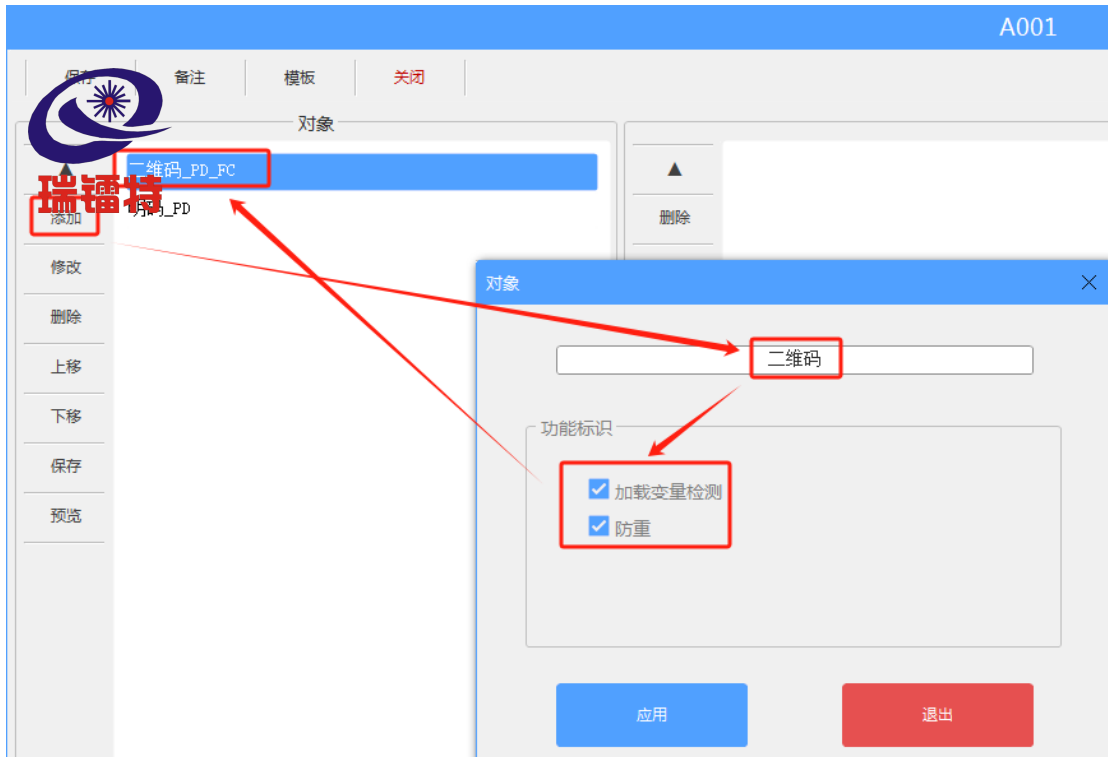 A001
保存
备注
模板
关闭
对象
▲
二维码_PD_FC
▲
瑞镭特
添加
明码_PD
删除
修改
删除
上移
下移
保存
预览
对象
二维码
功能标识
加载变量检测
防重
应用
退出